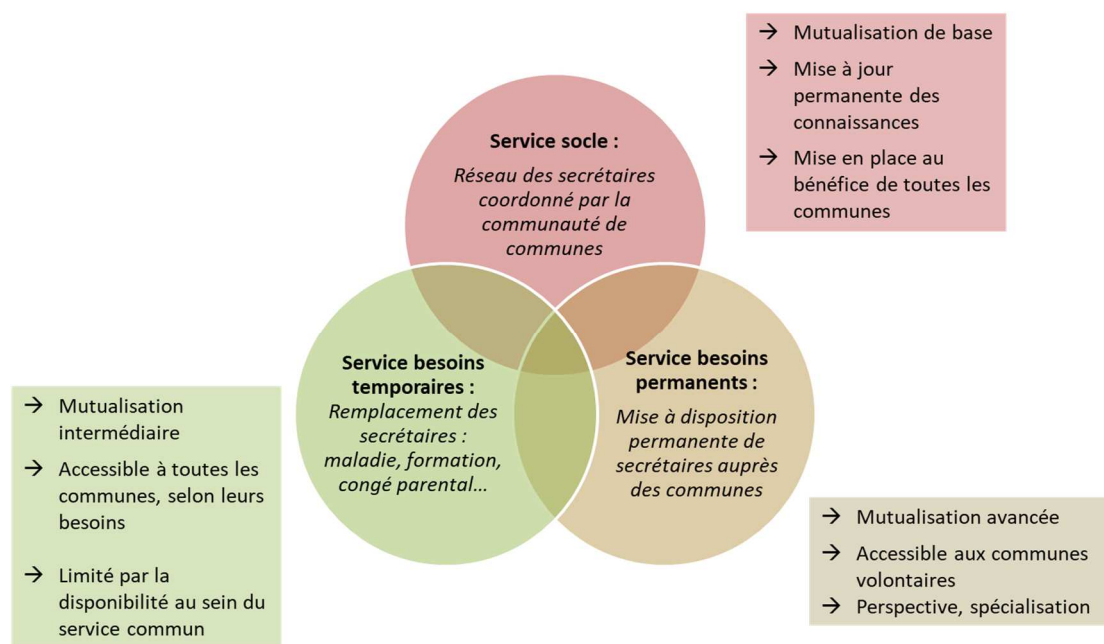 → Mutualisation de base
→ Mise à jour
permanente des
connaissances
→ Mise en place au
bénéfice de toutes les
communes
Service socle :
Réseau des secrétaires
coordonné par la
communauté de
communes
Service besoins
temporaires :
Remplacement des
secrétaires :
maladie, formation,
congé parental…
Service besoins
permanents :
Mise à disposition
permanente de
secrétaires auprès
des communes
→ Mutualisation
intermédiaire
→ Accessible à toutes les
communes, selon leurs
besoins
→ Limité par la
disponibilité au sein du
service commun
→ Mutualisation avancée
→ Accessible aux communes
volontaires
→ Perspective, spécialisation